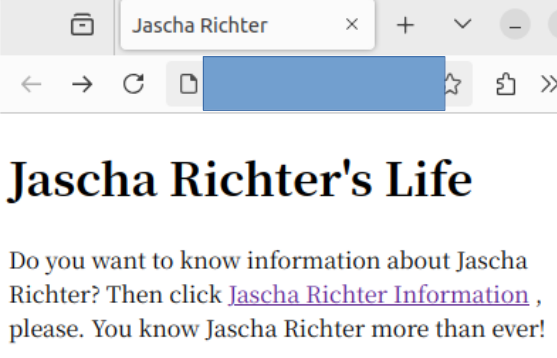 Jascha Richter
Jascha Richter's Life
Do you want to know information about Jascha
Richter? Then click Jascha Richter Information ,
please. You know Jascha Richter more than ever!